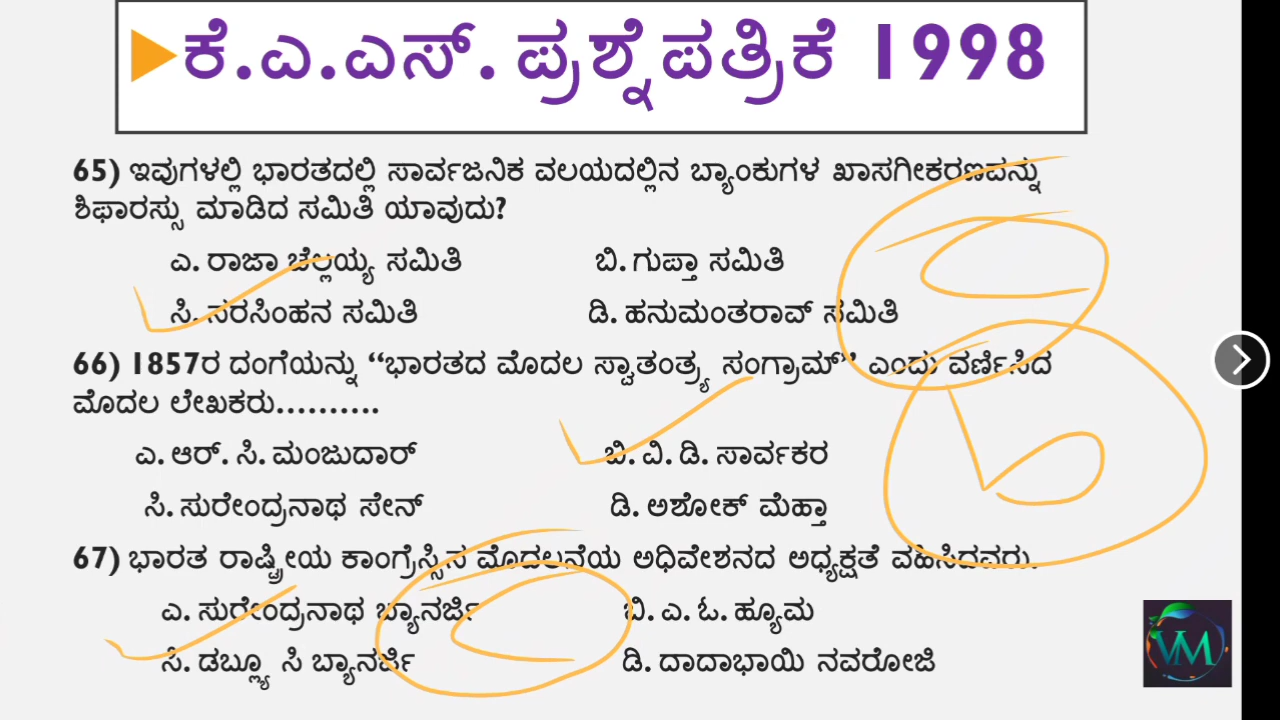 ಕೆ.ಎ.ಎಸ್. ಪ್ರಶ್ನೆಪತ್ರಿಕೆ 1998
65) ಇವುಗಳಲ್ಲಿ ಭಾರತದಲ್ಲಿ ಸಾರ್ವಜನಿಕ ವಲಯದಲ್ಲಿನ ಬ್ಯಾಂಕುಗಳ ಖಾಸಗೀಕರಣವನ್ನು
ಶಿಫಾರಸ್ಸು ಮಾಡಿದ ಸಮಿತಿ ಯಾವುದು?
ಎ. ರಾಜಾ ಚೆಲ್ಲಯ್ಯ ಸಮಿತಿ ಬಿ. ಗುಪ್ತಾ ಸಮಿತಿ
ಸಿ. ನರಸಿಂಹನ ಸಮಿತಿ ಡಿ. ಹನುಮಂತರಾವ್ ಸಮಿತಿ
66) 1857ರ ದಂಗೆಯನ್ನು “ಭಾರತದ ಮೊದಲ ಸ್ವಾತಂತ್ರ್ಯ ಸಂಗ್ರಾಮ್” ಎಂದು ವರ್ಣಿಸಿದ
ಮೊದಲ ಲೇಖಕರು..........
ಎ. ಆರ್. ಸಿ. ಮಂಜುದಾರ್ ಬಿ. ವಿ. ಡಿ. ಸಾರ್ವಕರ
ಸಿ. ಸುರೇಂದ್ರನಾಥ ಸೇನ್ ಡಿ. ಅಶೋಕ್ ಮೆಹ್ತಾ
67) ಭಾರತ ರಾಷ್ಟ್ರೀಯ ಕಾಂಗ್ರೆಸ್ಸಿನ ಮೊದಲನೆಯ ಅಧಿವೇಶನದ ಅಧ್ಯಕ್ಷತೆ ವಹಿಸಿದವರು.
ಎ. ಸುರೇಂದ್ರನಾಥ ಬ್ಯಾನರ್ಜಿ ಬಿ. ಎ. ಓ. ಹ್ಯೂಮ
ಸಿ. ಡಬ್ಲ್ಯೂ ಸಿ ಬ್ಯಾನರ್ಜಿ ಡಿ. ದಾದಾಭಾಯಿ ನವರೋಜಿ
VM